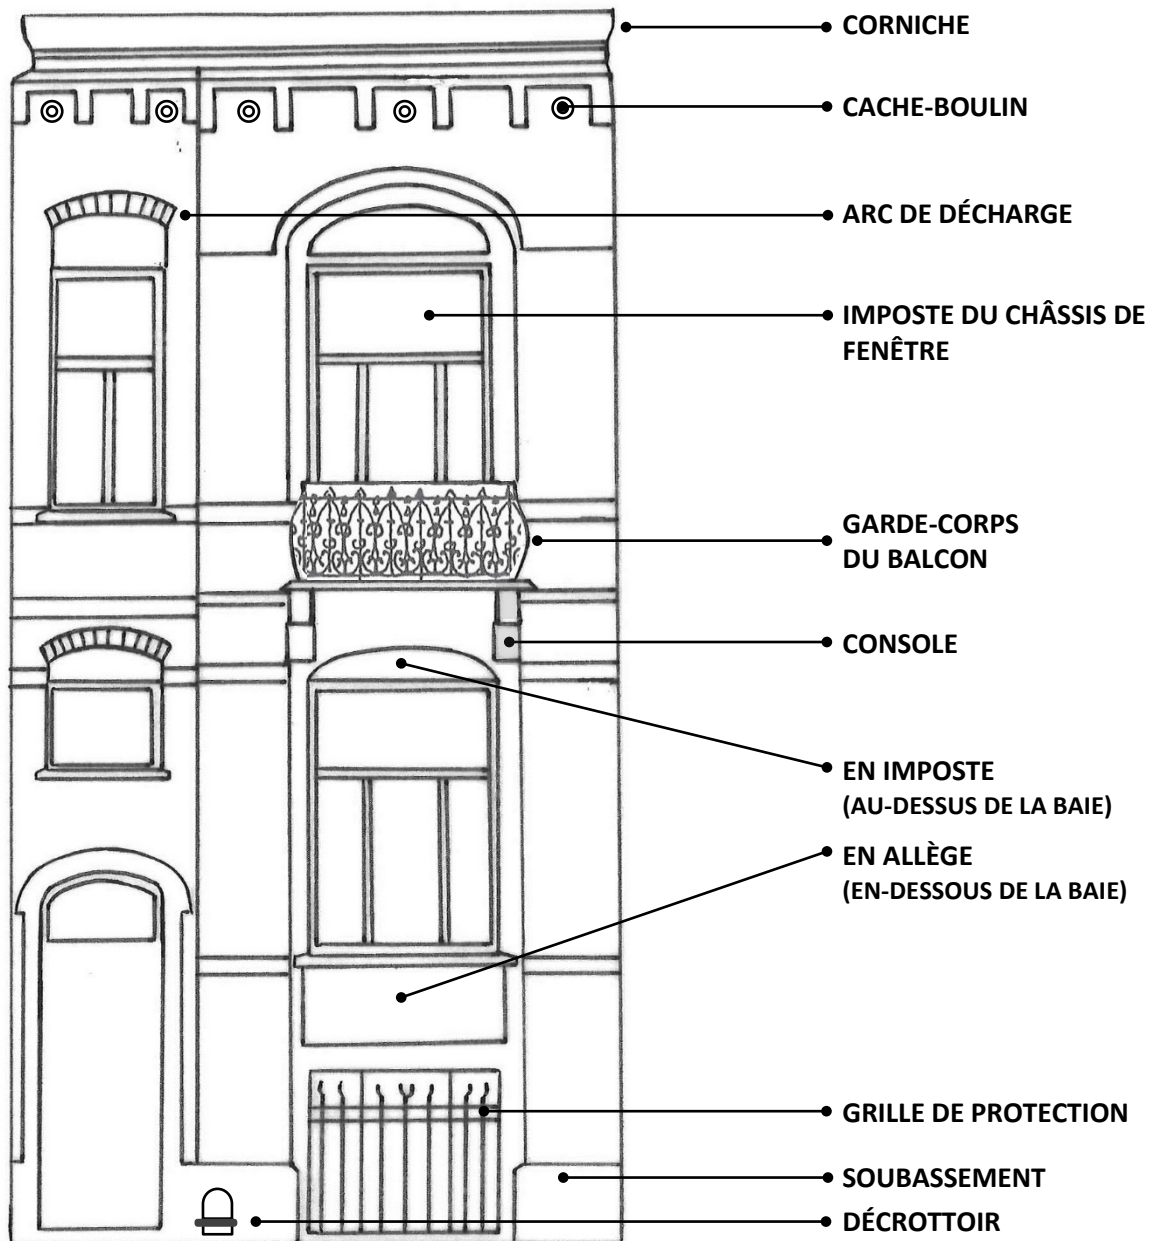 CORNICHE
CACHE-BOULIN
ARC DE DÉCHARGE
IMPOSTE DU CHÂSSIS DE
FENÊTRE
GARDE-CORPS
DU BALCON
CONSOLE
EN IMPOSTE
(AU-DESSUS DE LA BAIE)
EN ALLÈGE
(EN-DESSOUS DE LA BAIE)
GRILLE DE PROTECTION
SOUBASSEMENT
DÉCROTTOIR